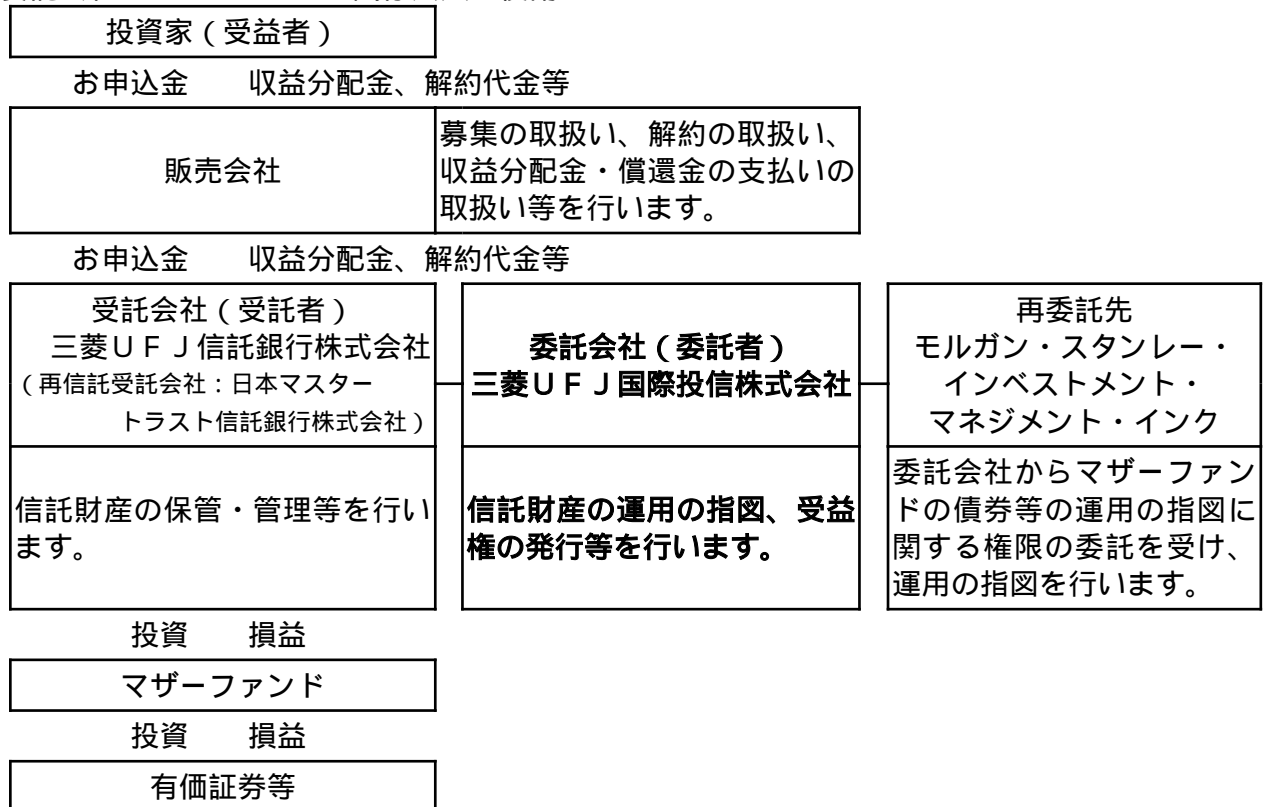 投資家（受益者）
お申込金　収益分配金、解約代金等
販売会社
募集の取扱い、解約の取扱い、
収益分配金・償還金の支払いの
取扱い等を行います。
お申込金　収益分配金、解約代金等
受託会社（受託者）
三菱ＵＦＪ信託銀行株式会社
（再信託受託会社：日本マスター
トラスト信託銀行株式会社）
委託会社（委託者）
三菱ＵＦＪ国際投信株式会社
再委託先
モルガン・スタンレー・
インベストメント・
マネジメント・インク
信託財産の保管・管理等を行い
ます。
信託財産の運用の指図、受益
権の発行等を行います。
委託会社からマザーファン
ドの債券等の運用の指図に
関する権限の委託を受け、
運用の指図を行います。
投資　損益
マザーファンド
投資　損益
有価証券等